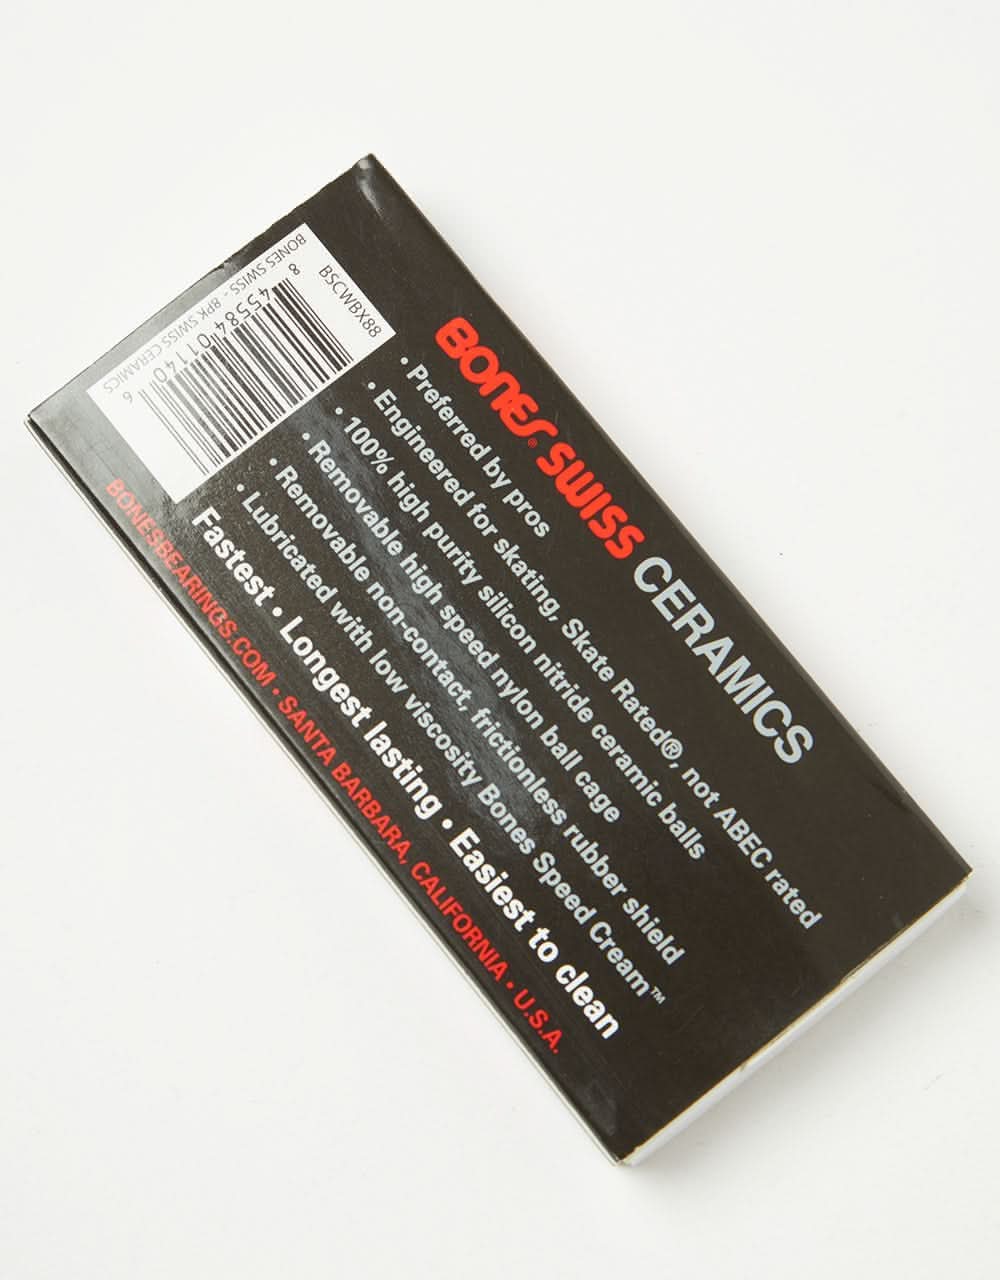 BONES® SWISS CERAMICS
• Preferred by pros
• Engineered for skating, Skate Rated®, not ABEC rated
• 100% high purity silicon nitride ceramic balls
• Removable high speed nylon ball cage
• Removable non-contact, frictionless rubber shield
• Lubricated with low viscosity Bones Speed Cream™
Fastest • Longest lasting • Easiest to clean
BONESBEARINGS.COM • SANTA BARBARA, CALIFORNIA • U.S.A.
BSCWBX88
8 45584 01140 6
BONES SWISS - 8PK SWISS CERAMICS